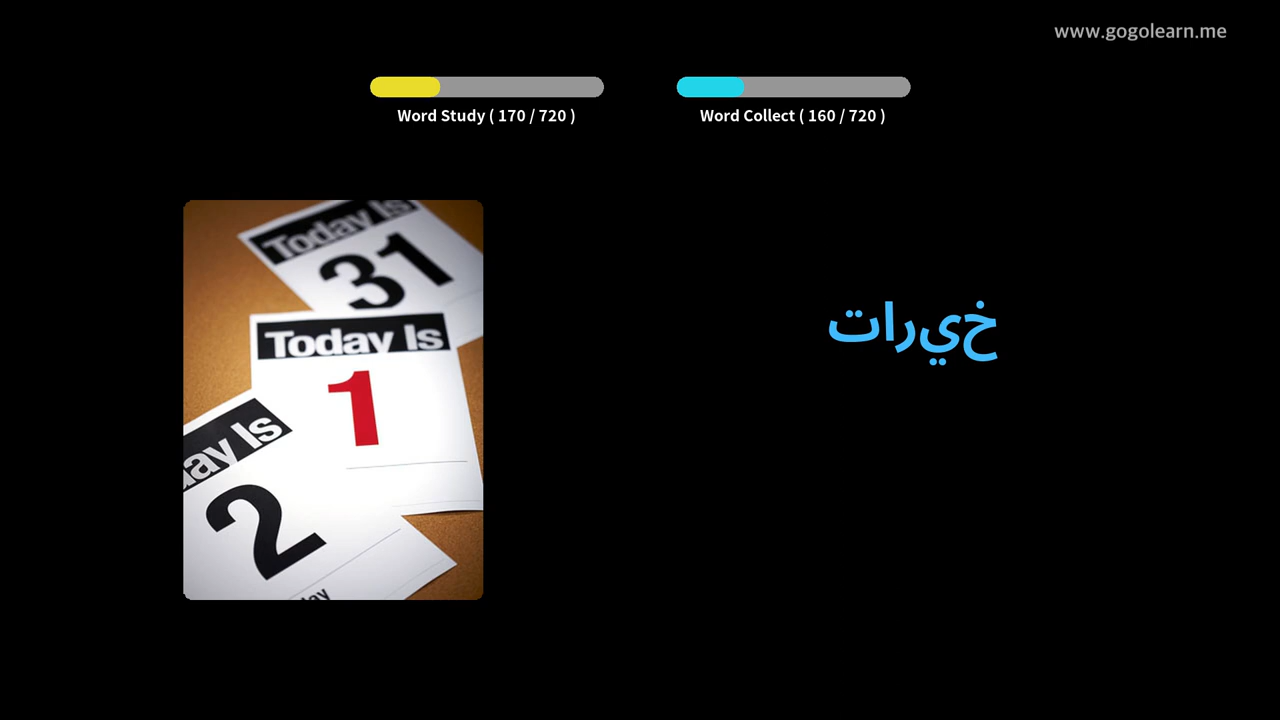 www.gogolearn.me
Word Study ( 170 / 720 )
Word Collect ( 160 / 720 )
Today Is
31
Today Is
1
ay Is
2
خيرات